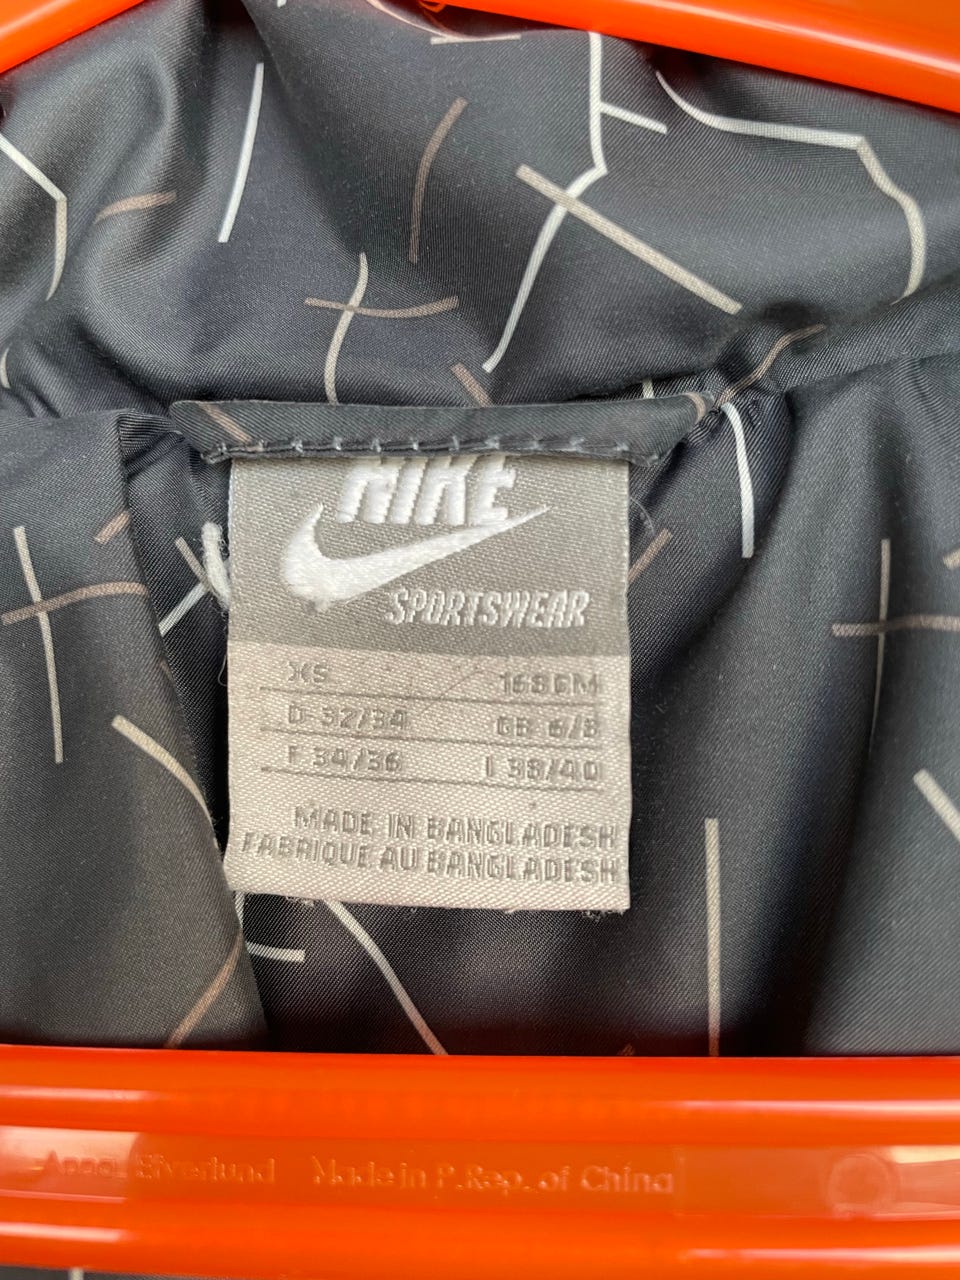 NIKE
SPORTSWEAR
XS 168CM
D 32/34 GB 6/8
F 34/36 I 38/40
MADE IN BANGLADESH
FABRIQUE AU BANGLADESH
Made in P.Rep. of China